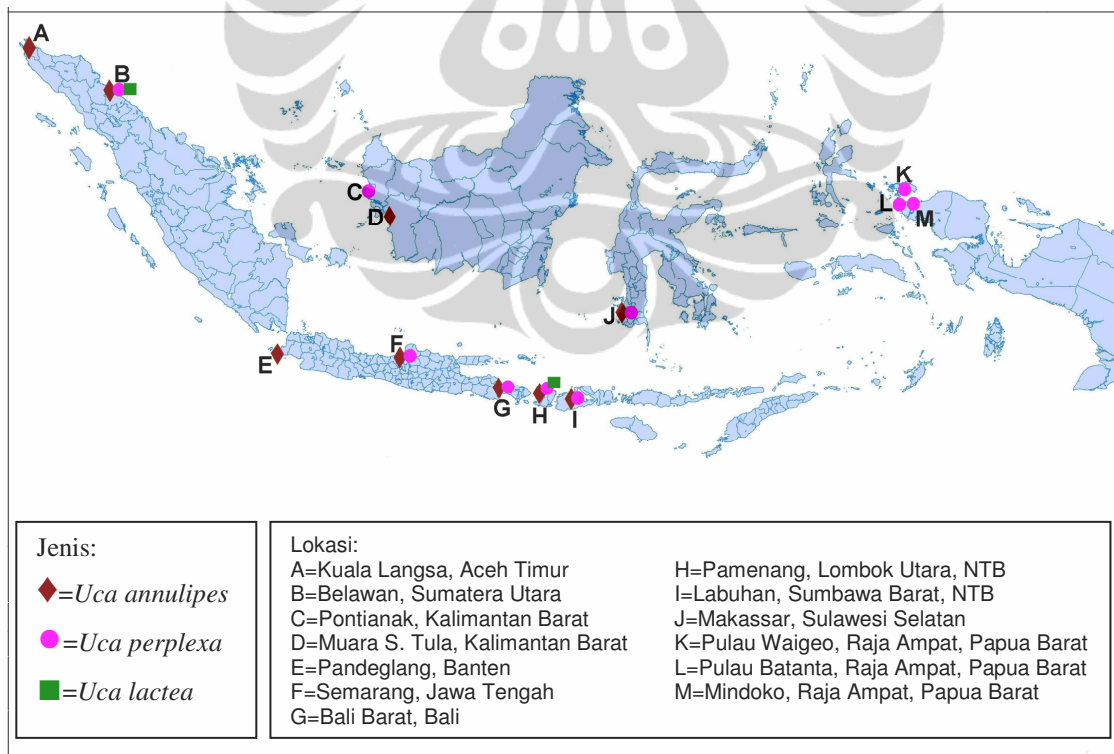 A
B
C
D
K
L
M
J
E
F
G
H
I
Jenis:
=Uca annulipes
=Uca perplexa
=Uca lactea
Lokasi:
A=Kuala Langsa, Aceh Timur
B=Belawan, Sumatera Utara
C=Pontianak, Kalimantan Barat
D=Muara S. Tula, Kalimantan Barat
E=Pandeglang, Banten
F=Semarang, Jawa Tengah
G=Bali Barat, Bali
H=Pamenang, Lombok Utara, NTB
I=Labuhan, Sumbawa Barat, NTB
J=Makassar, Sulawesi Selatan
K=Pulau Waigeo, Raja Ampat, Papua Barat
L=Pulau Batanta, Raja Ampat, Papua Barat
M=Mindoko, Raja Ampat, Papua Barat